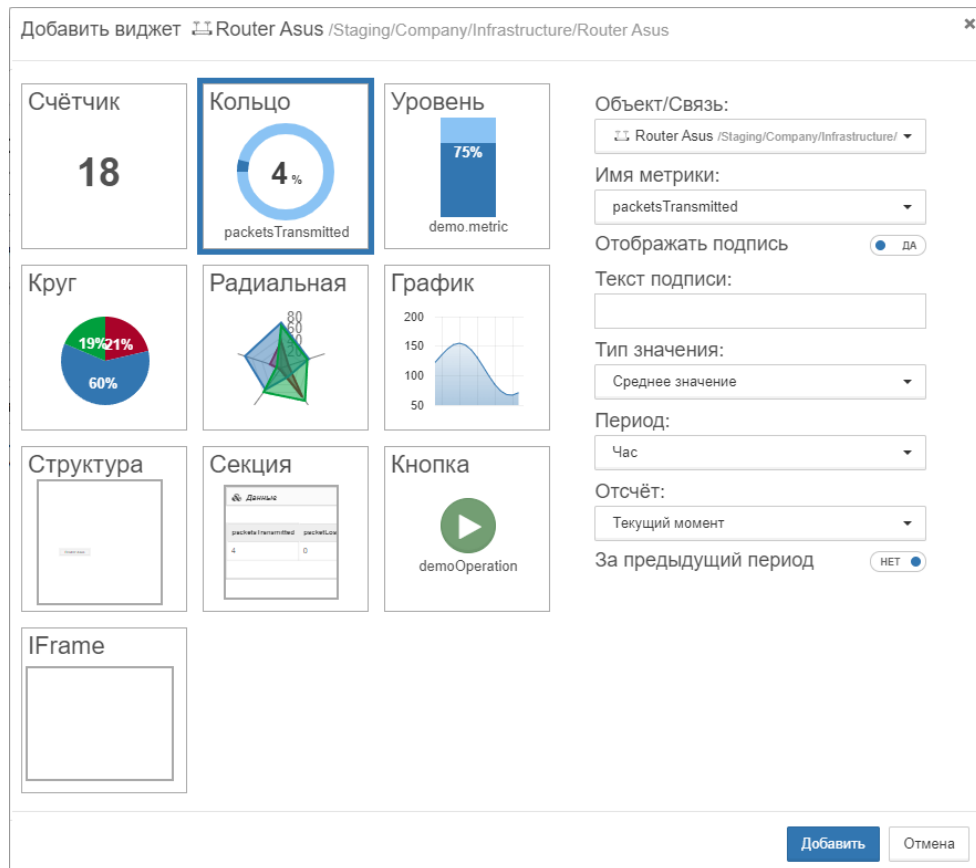 Добавить виджет Router Asus /Staging/Company/Infrastructure/Router Asus
Счётчик
18
Кольцо
4 %
packetsTransmitted
Уровень
75%
demo.metric
Круг
19%
21%
60%
Радиальная
80
60
График
200
150
100
50
Структура
Секция
Данные
packetsTransmitted packetLos
4 0
Кнопка
demoOperation
IFrame
Объект/Связь:
Router Asus /Staging/Company/Infrastructure/
Имя метрики:
packetsTransmitted
Отображать подпись ДА
Текст подписи:
Тип значения:
Среднее значение
Период:
Час
Отсчёт:
Текущий момент
За предыдущий период НЕТ
Добавить
Отмена